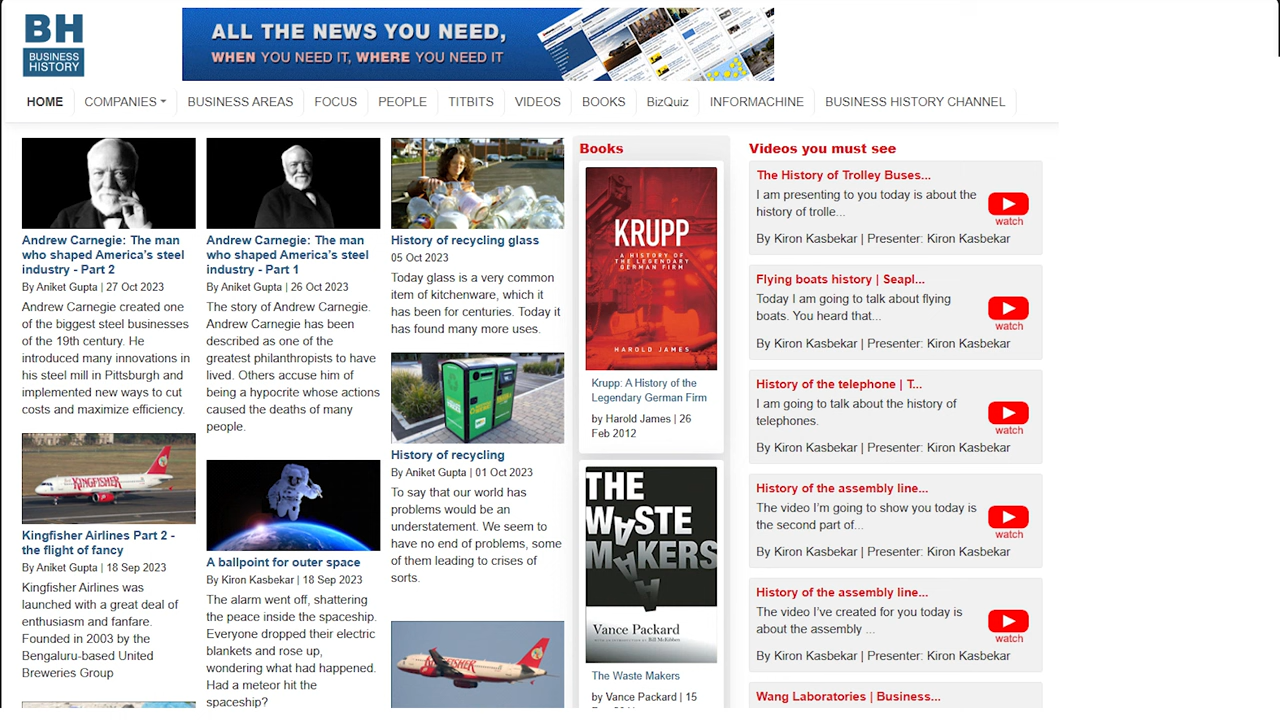 BH
BUSINESS
HISTORY
ALL THE NEWS YOU NEED,
WHEN YOU NEED IT, WHERE YOU NEED IT
HOME COMPANIES BUSINESS AREAS FOCUS PEOPLE TITBITS VIDEOS BOOKS BizQuiz INFORMACHINE BUSINESS HISTORY CHANNEL
Andrew Carnegie: The man
who shaped America's steel
industry - Part 2
By Aniket Gupta | 27 Oct 2023
Andrew Carnegie created one
of the biggest steel businesses
of the 19th century. He
introduced many innovations in
his steel mill in Pittsburgh and
implemented new ways to cut
costs and maximize efficiency.
KINGFISHER
Kingfisher Airlines Part 2 -
the flight of fancy
By Aniket Gupta | 18 Sep 2023
Kingfisher Airlines was
launched with a great deal of
enthusiasm and fanfare.
Founded in 2003 by the
Bengaluru-based United
Breweries Group
Andrew Carnegie: The man
who shaped America's steel
industry - Part 1
By Aniket Gupta | 26 Oct 2023
The story of Andrew Carnegie.
Andrew Carnegie has been
described as one of the
greatest philanthropists to have
lived. Others accuse him of
being a hypocrite whose actions
caused the deaths of many
people.
A ballpoint for outer space
By Kiron Kasbekar | 18 Sep 2023
The alarm went off, shattering
the peace inside the spaceship.
Everyone dropped their electric
blankets and rose up,
wondering what had happened.
Had a meteor hit the
spaceship?
History of recycling glass
05 Oct 2023
Today glass is a very common
item of kitchenware, which it
has been for centuries. Today it
has found many more uses.
History of recycling
By Aniket Gupta | 01 Oct 2023
To say that our world has
problems would be an
understatement. We seem to
have no end of problems, some
of them leading to crises of
sorts.
KINGFISHER
Books
KRUPP
A HISTORY OF
THE LEGENDARY
GERMAN FIRM
HAROLD JAMES
Krupp: A History of the
Legendary German Firm
by Harold James | 26
Feb 2012
THE
WASTE
MAKERS
Vance Packard
The Waste Makers
by Vance Packard | 15
Videos you must see
The History of Trolley Buses...
I am presenting to you today is about the
history of trolle...
watch
By Kiron Kasbekar | Presenter: Kiron Kasbekar
Flying boats history | Seapl...
Today I am going to talk about flying
boats. You heard that...
watch
By Kiron Kasbekar | Presenter: Kiron Kasbekar
History of the telephone | T...
I am going to talk about the history of
telephones.
watch
By Kiron Kasbekar | Presenter: Kiron Kasbekar
History of the assembly line...
The video I'm going to show you today is
the second part of...
watch
By Kiron Kasbekar | Presenter: Kiron Kasbekar
History of the assembly line...
The video I've created for you today is
about the assembly ...
watch
By Kiron Kasbekar | Presenter: Kiron Kasbekar
Wang Laboratories | Business...